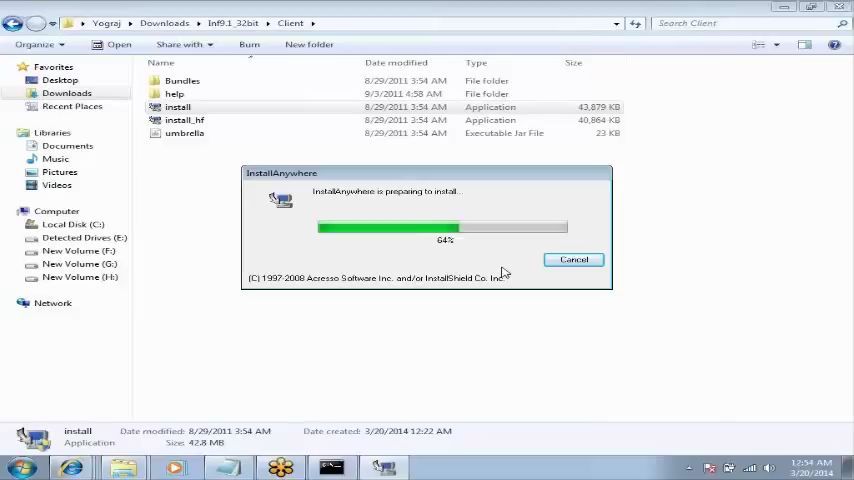 Yograj ▸ Downloads ▸ Inf9.1_32bit ▸ Client ▸
Search Client
Organize Open Share with Burn New folder
Favorites
Desktop
Downloads
Recent Places
Libraries
Documents
Music
Pictures
Videos
Computer
Local Disk (C:)
Detected Drives (E:)
New Volume (F:)
New Volume (G:)
New Volume (H:)
Network
Name Date modified Type Size
Bundles 8/29/2011 3:54 AM File folder
help 9/3/2011 4:58 AM File folder
install 8/29/2011 3:54 AM Application 43,879 KB
install_hf 8/29/2011 3:54 AM Application 40,864 KB
umbrella 8/29/2011 3:54 AM Executable Jar File 23 KB
InstallAnywhere
InstallAnywhere is preparing to install...
64%
Cancel
(C) 1997-2008 Acresso Software Inc. and/or InstallShield Co. Inc.
install Date modified: 8/29/2011 3:54 AM Date created: 3/20/2014 12:22 AM
Application Size: 42.8 MB
12:54 AM
3/20/2014